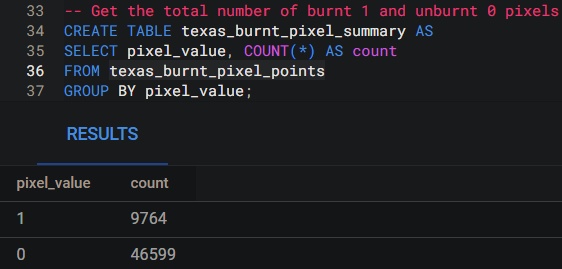 33 -- Get the total number of burnt 1 and unburnt 0 pixels
34 CREATE TABLE texas_burnt_pixel_summary AS
35 SELECT pixel_value, COUNT(*) AS count
36 FROM texas_burnt_pixel_points
37 GROUP BY pixel_value;
RESULTS
pixel_value count
1 9764
0 46599